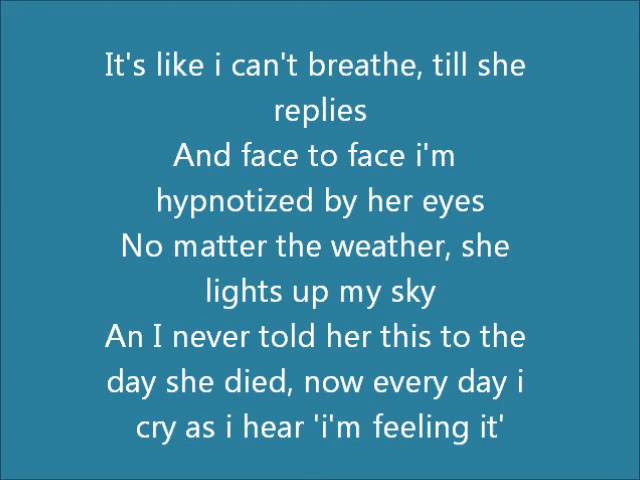 It's like i can't breathe, till she
replies
And face to face i'm
hypnotized by her eyes
No matter the weather, she
lights up my sky
An I never told her this to the
day she died, now every day i
cry as i hear 'i'm feeling it'